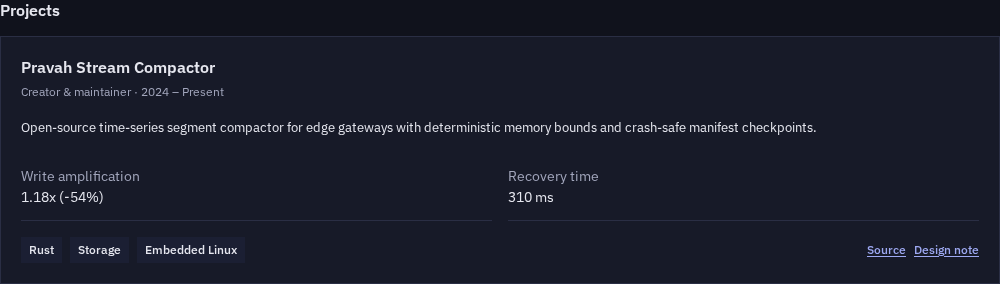 Projects
Pravah Stream Compactor
Creator & maintainer · 2024 – Present
Open-source time-series segment compactor for edge gateways with deterministic memory bounds and crash-safe manifest checkpoints.
Write amplification
1.18x (-54%)
Recovery time
310 ms
Rust Storage Embedded Linux Source Design note